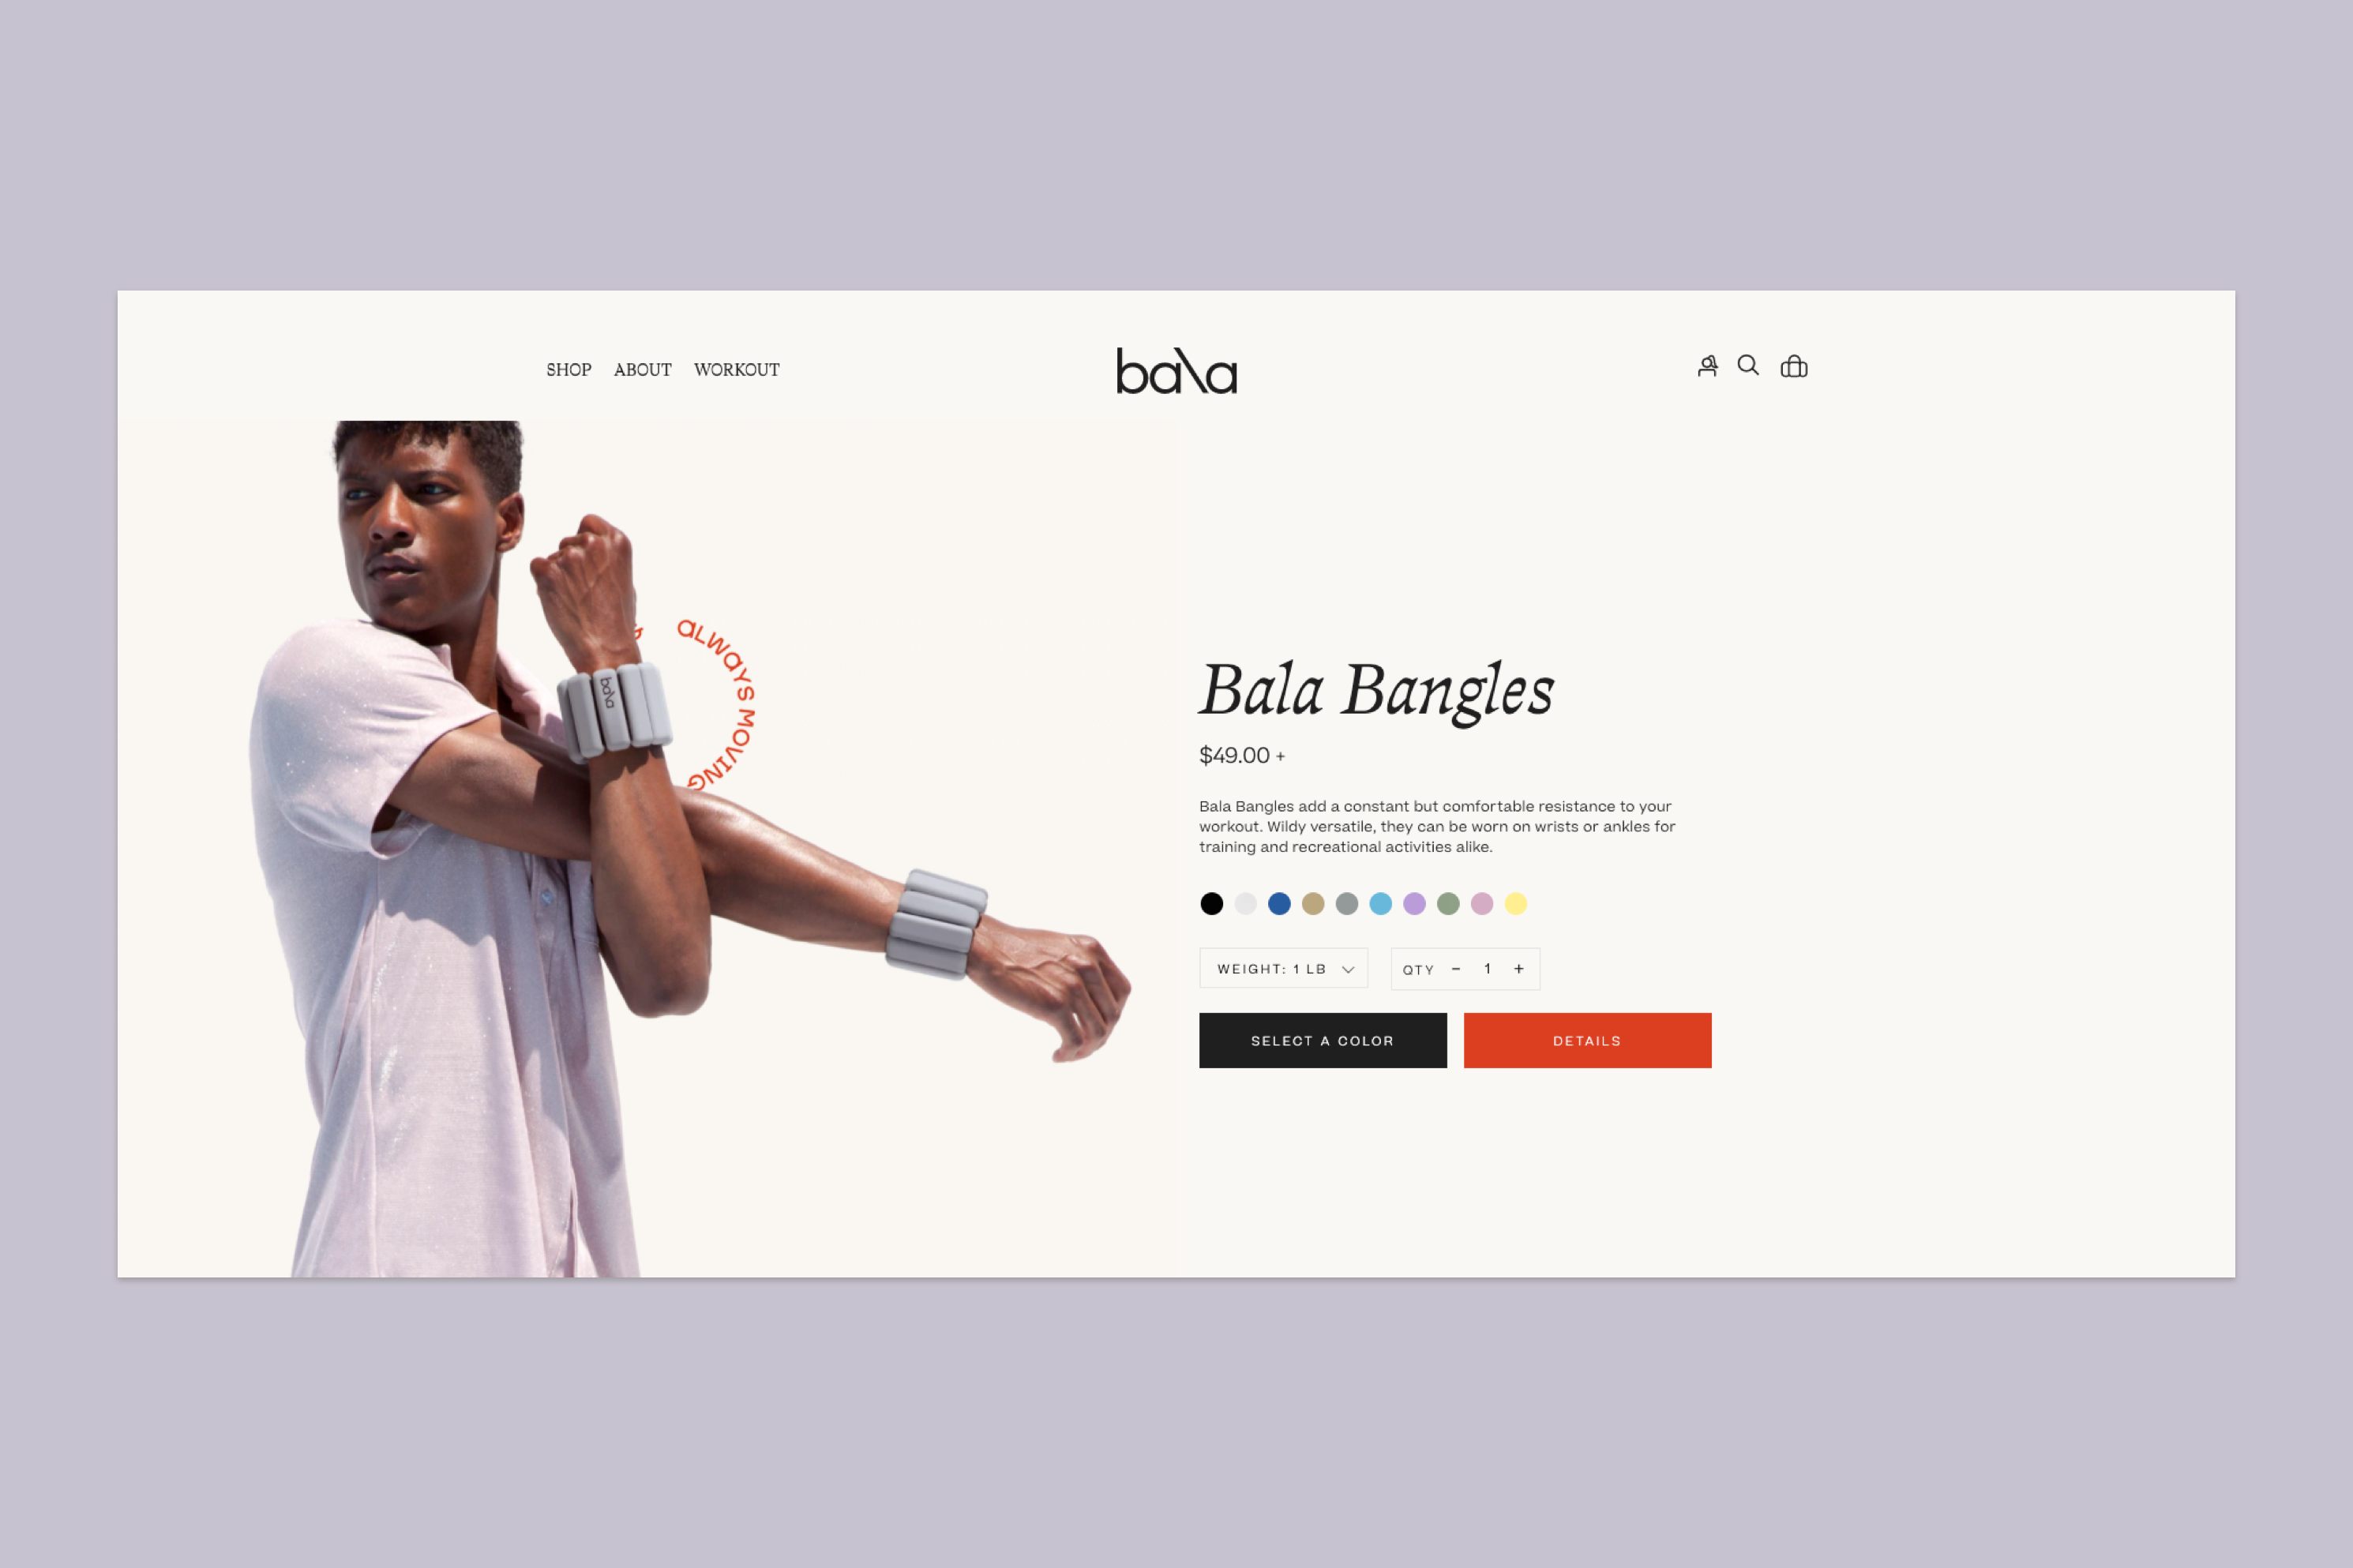 SHOP ABOUT WORKOUT
bala
ALWAYS MOVING
bala
Bala Bangles
$49.00 +
Bala Bangles add a constant but comfortable resistance to your
workout. Wildy versatile, they can be worn on wrists or ankles for
training and recreational activities alike.
WEIGHT: 1 LB
QTY − 1 +
SELECT A COLOR
DETAILS